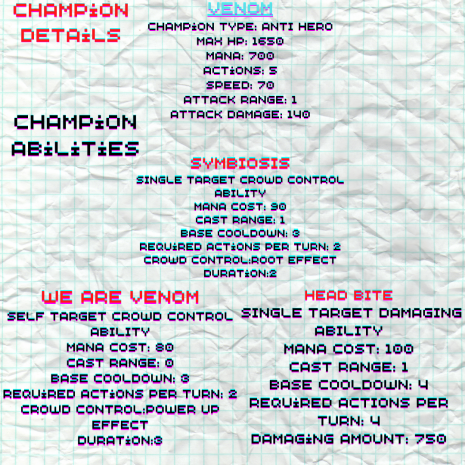 CHAMPiON
DETAiLS
VENOM
CHAMPiON TYPE: ANTI HERO
MAX HP: 1650
MANA: 700
ACTiONS: 5
SPEED: 70
ATTACK RANGE: 1
ATTACK DAMAGE: 140
CHAMPiON
ABiLiTiES
SYMBIOSIS
SINGLE TARGET CROWD CONTROL
ABILITY
MANA COST: 90
CAST RANGE: 1
BASE COOLDOWN: 3
REQUiRED ACTiONS PER TURN: 2
CROWD CONTROL:ROOT EFFECT
DURATiON:2
WE ARE VENOM
SELF TARGET CROWD CONTROL
ABILITY
MANA COST: 80
CAST RANGE: 0
BASE COOLDOWN: 3
REQUiRED ACTiONS PER TURN: 2
CROWD CONTROL:POWER UP
EFFECT
DURATiON:3
HEAD BITE
SINGLE TARGET DAMAGING
ABILITY
MANA COST: 100
CAST RANGE: 1
BASE COOLDOWN: 4
REQUiRED ACTiONS PER
TURN: 4
DAMAGiNG AMOUNT: 750